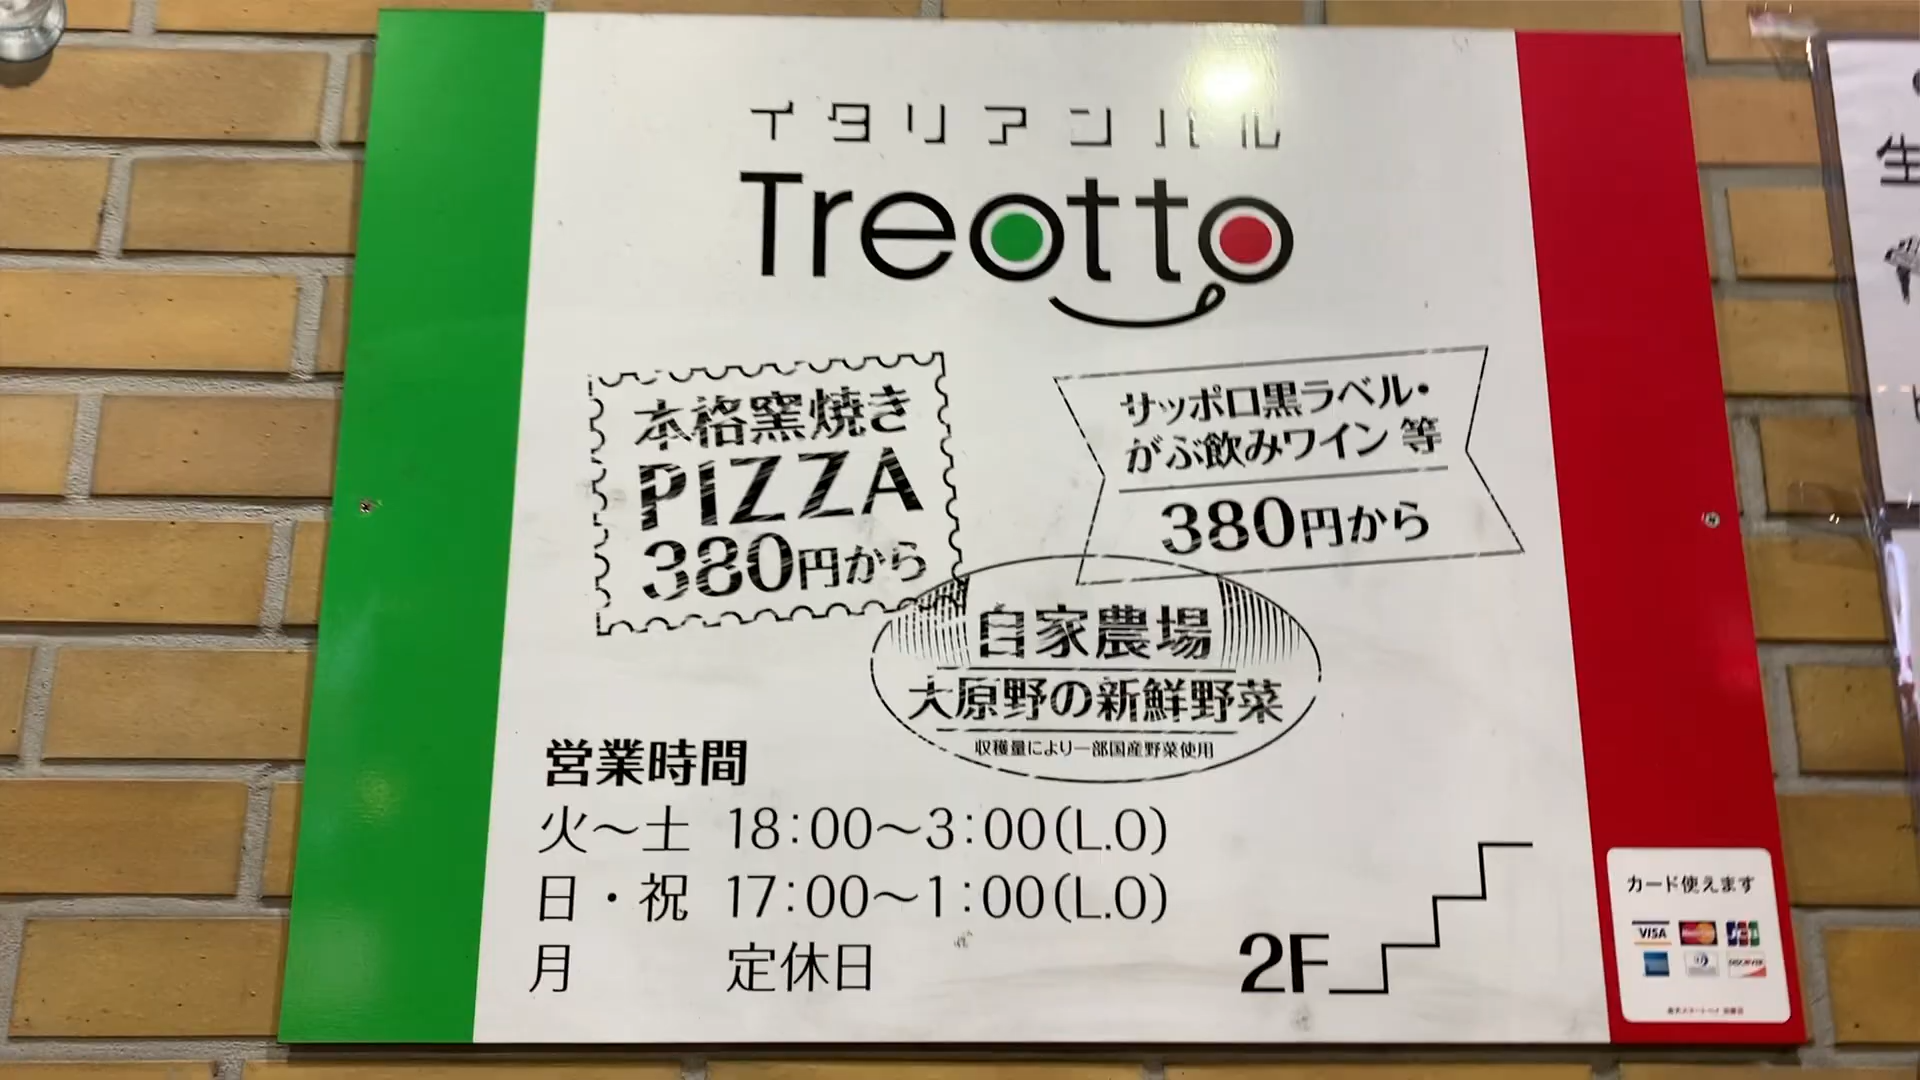 イタリアンバル
Treotto
本格窯焼き
PIZZA
380円から
サッポロ黒ラベル・
がぶ飲みワイン 等
380円から
自家農場
大原野の新鮮野菜
収穫量により一部国産野菜使用
営業時間
火～土 18:00～3:00(L.O)
日・祝 17:00～1:00(L.O)
月 定休日
2F
カード使えます
VISA MasterCard JCB
DISCOVER
生